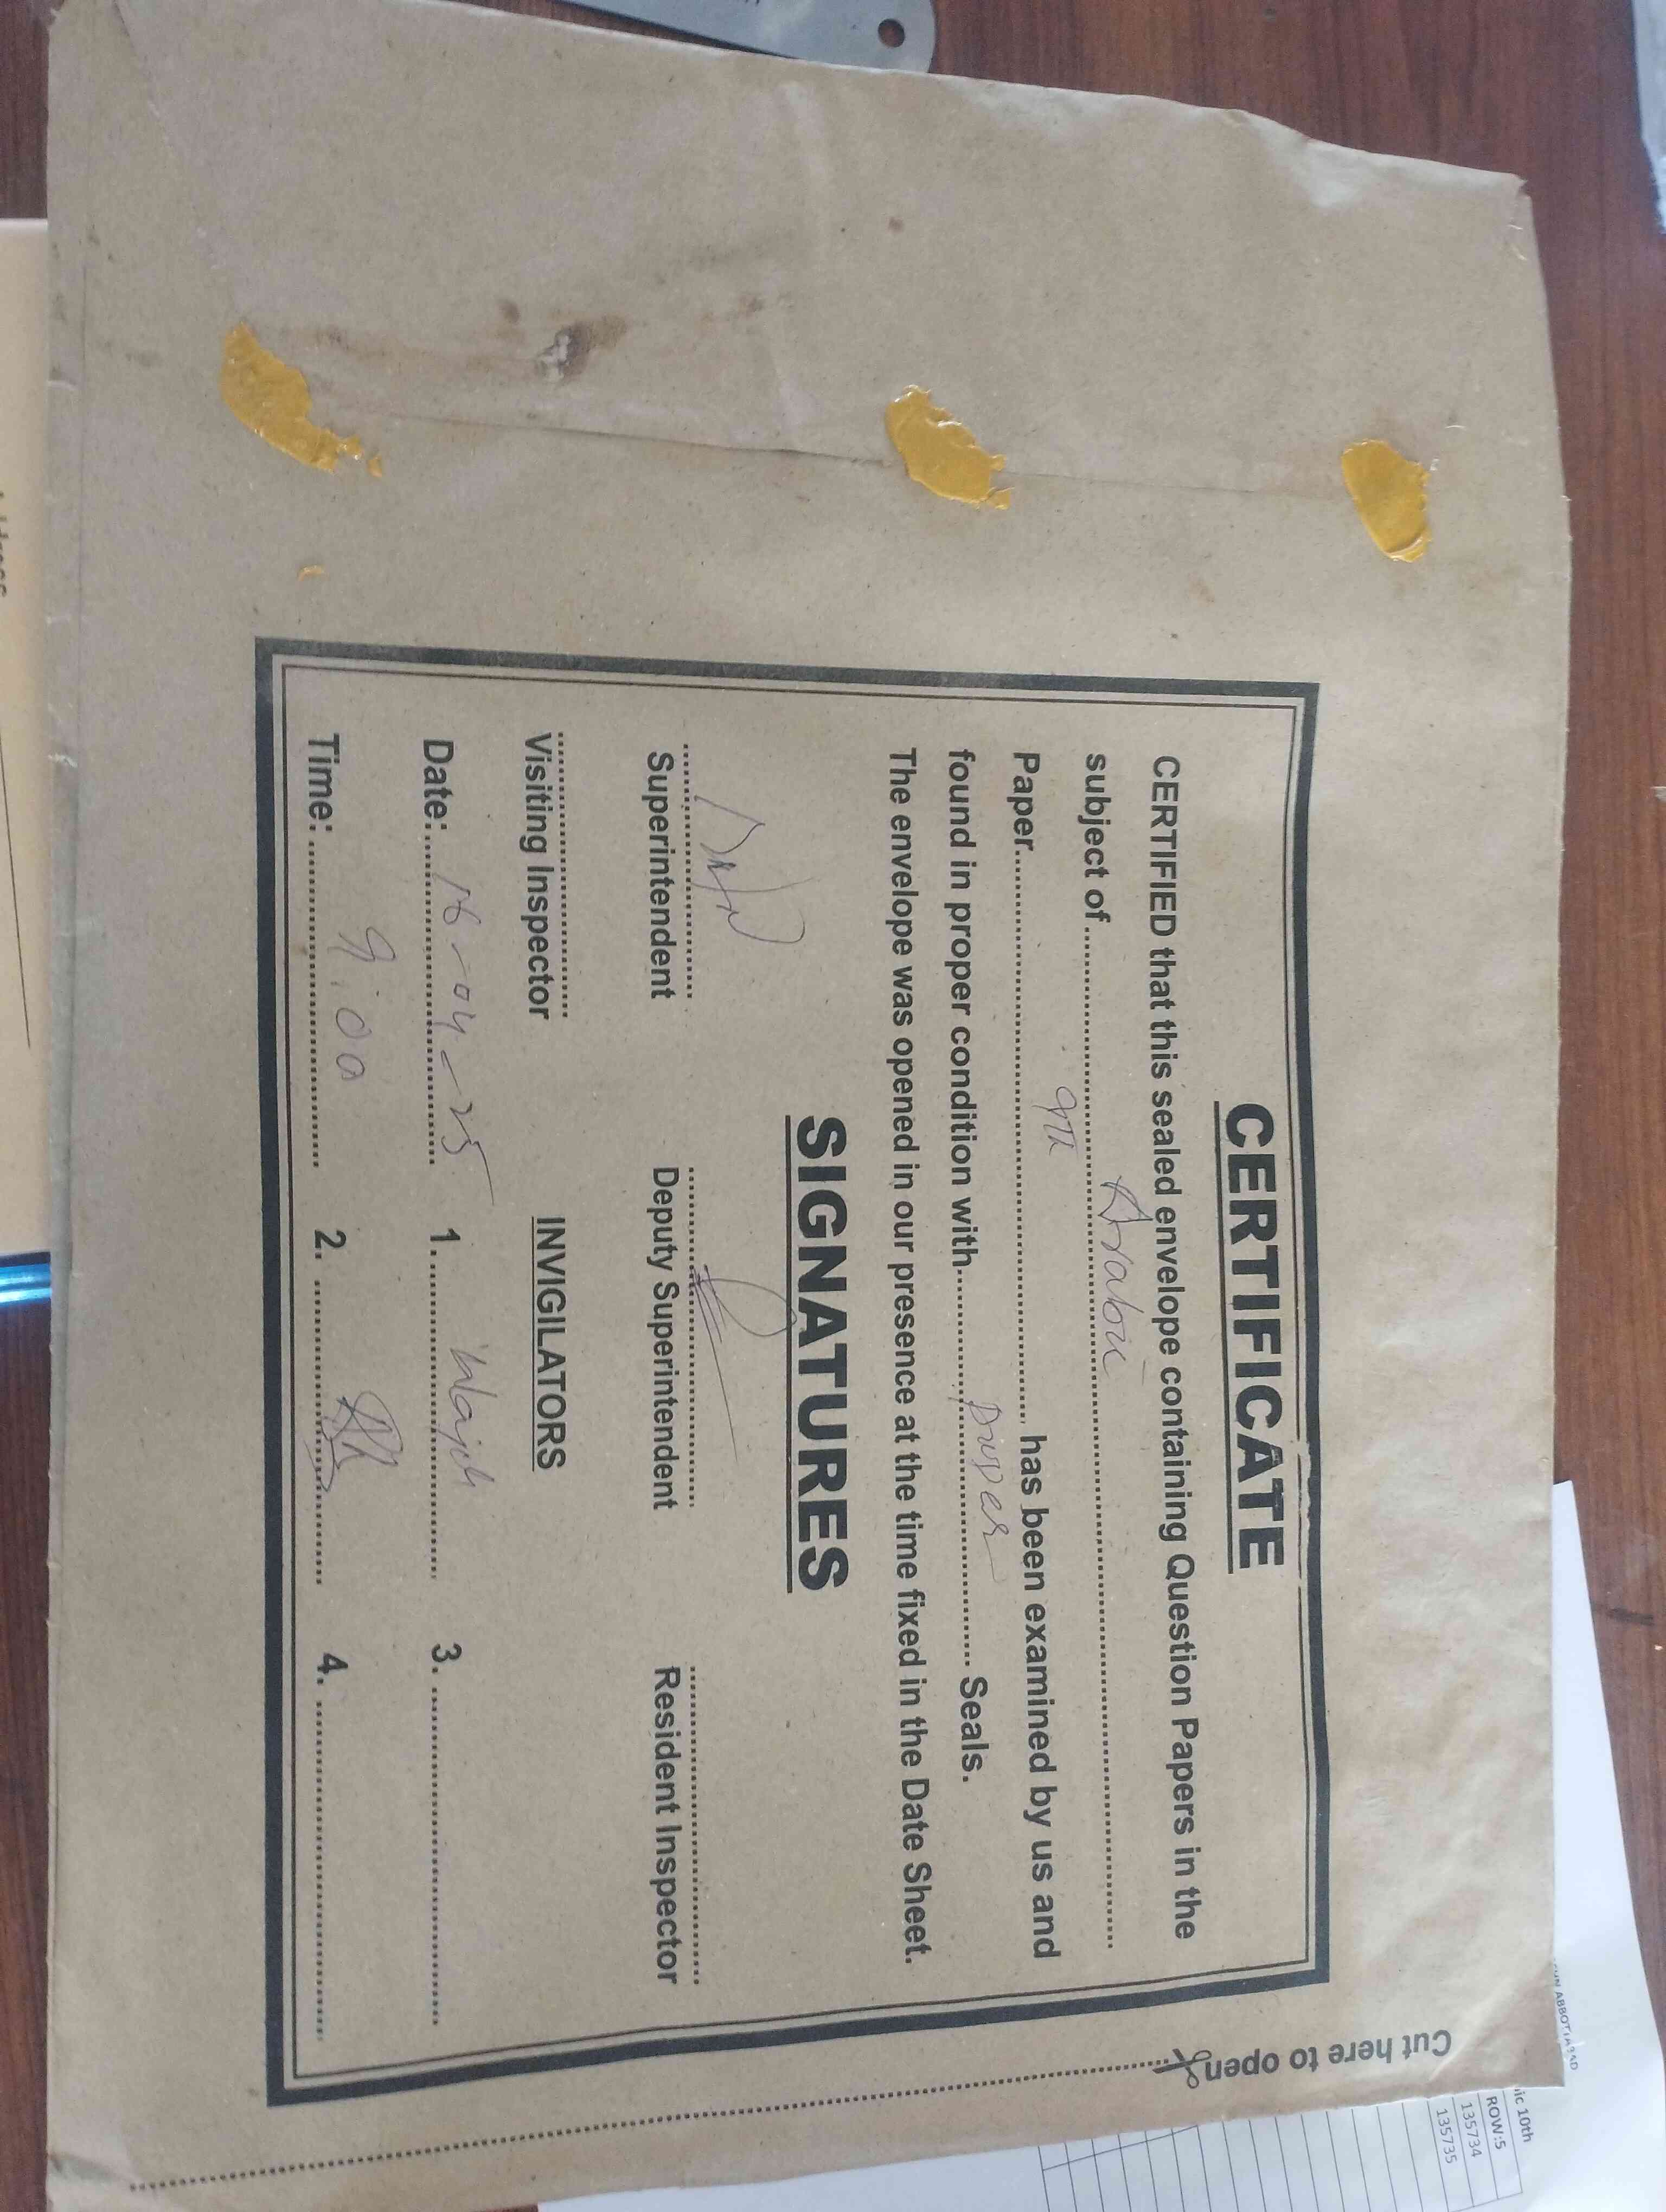 CERTIFICATE
CERTIFIED that this sealed envelope containing Question Papers in the
subject of Arabic
Paper 9th has been examined by us and
found in proper condition with Proper Seals.
The envelope was opened in our presence at the time fixed in the Date Sheet.
SIGNATURES
Superintendent Deputy Superintendent Resident Inspector
Visiting Inspector INVIGILATORS
Date: 16-04-25 1. Wajih 3.
Time: 9:00 2. 4.
Cut here to open
ABBOTTABAD
10th
ROW:5
135734
135735